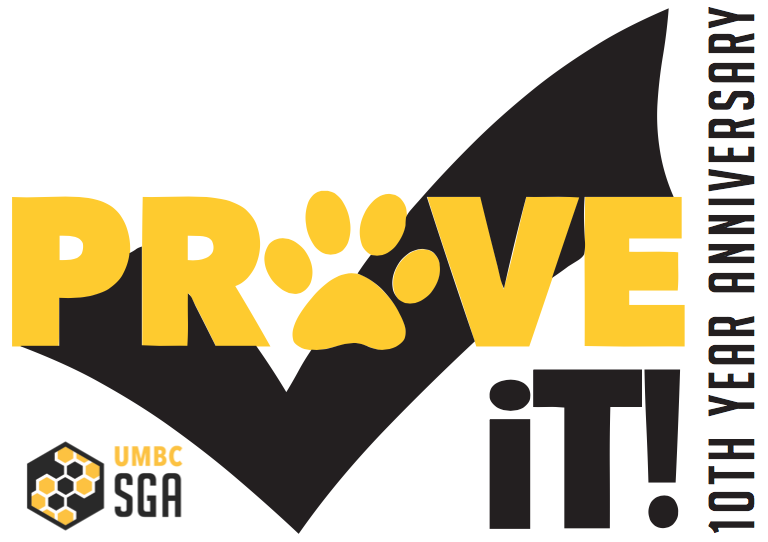 PROVE
iT!
10TH YEAR ANNIVERSARY
UMBC
SGA